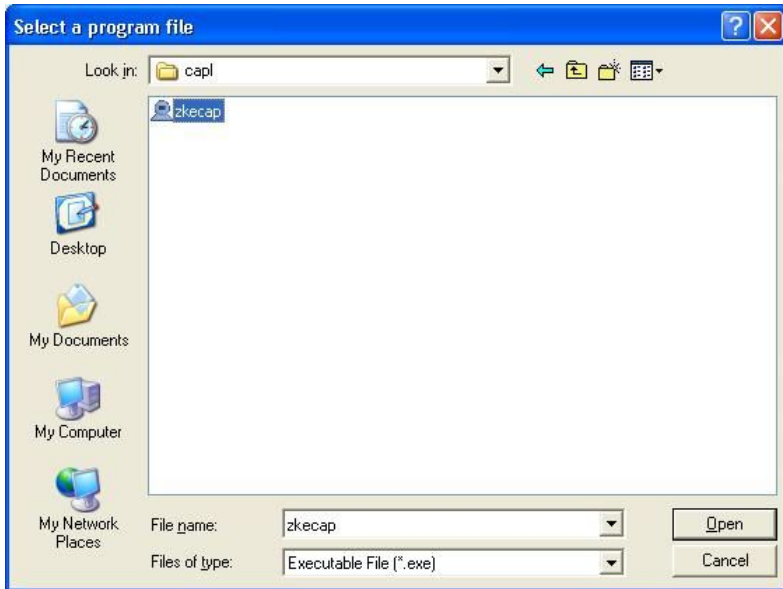 Select a program file
Look in: capl
zkecap
My Recent
Documents
Desktop
My Documents
My Computer
My Network
Places
File name: zkecap Open
Files of type: Executable File (*.exe) Cancel